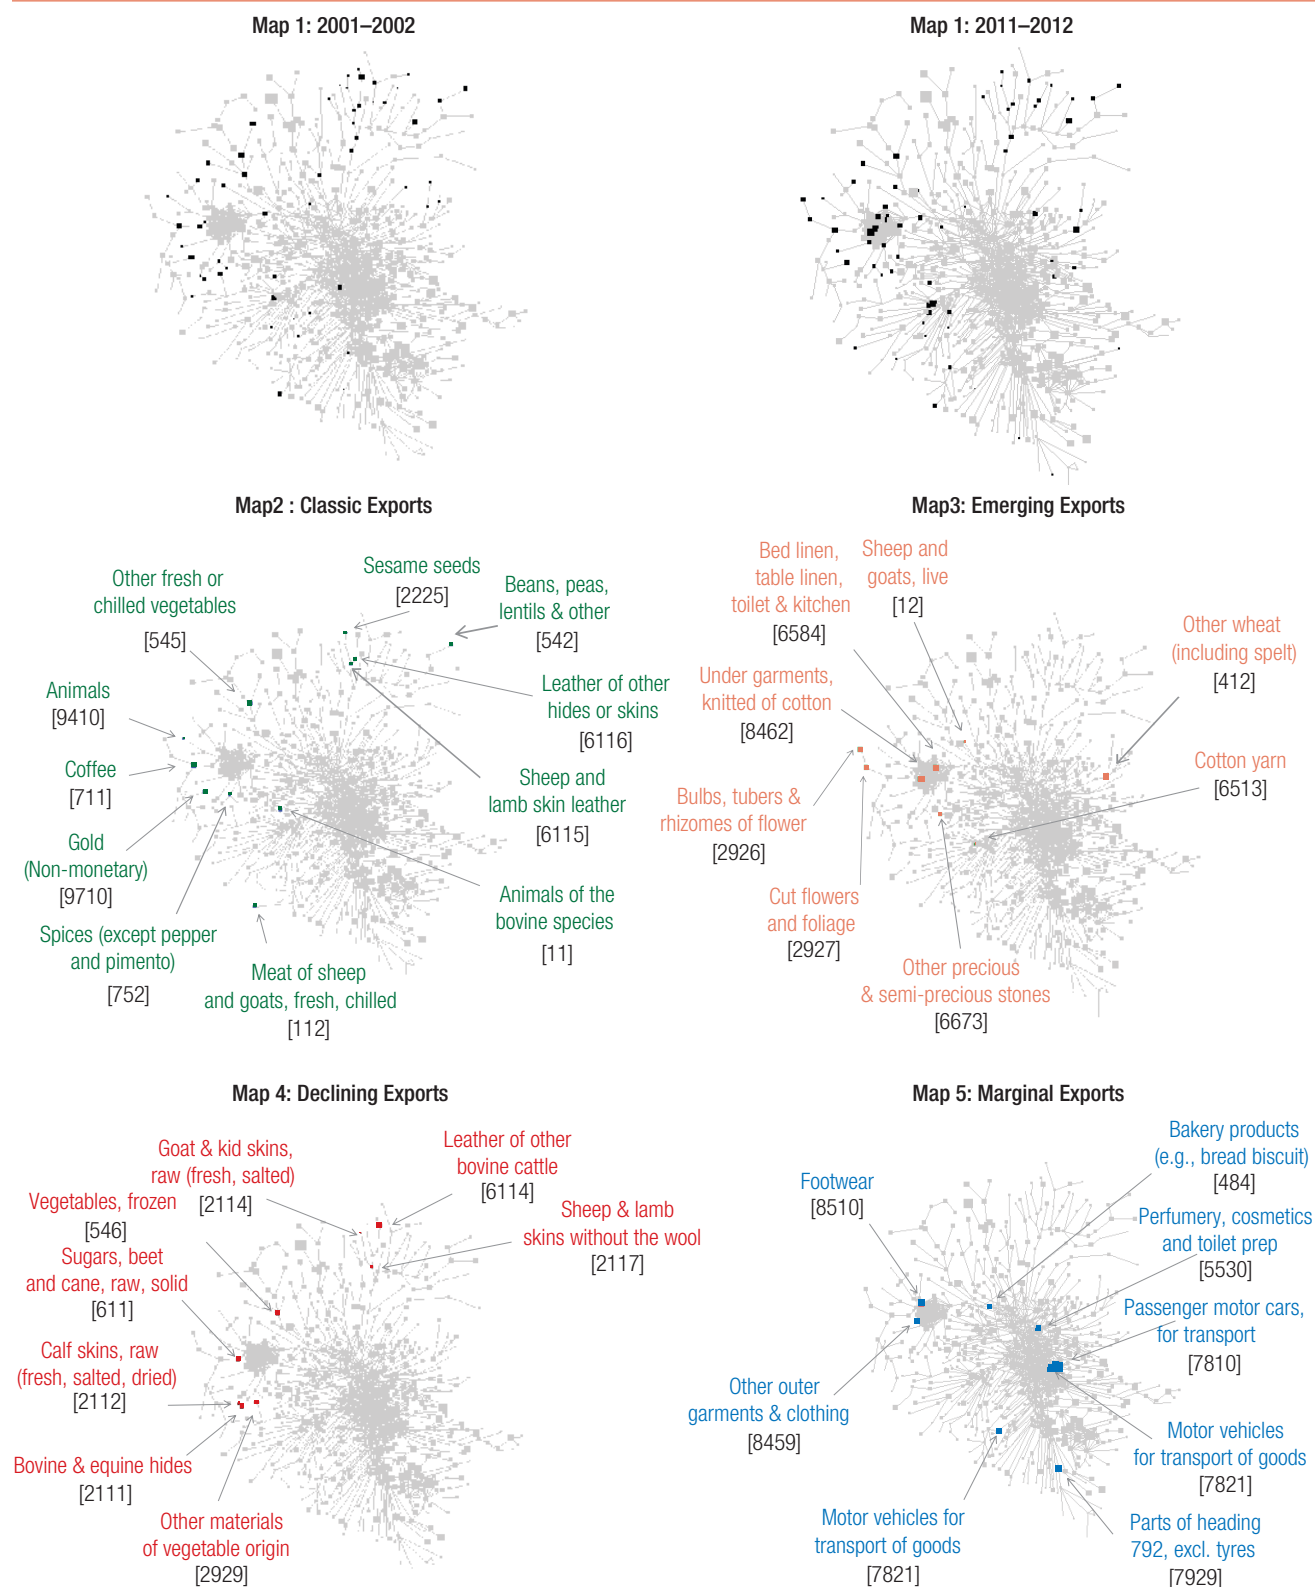 Map 1: 2001–2002
Map 1: 2011–2012
Map2 : Classic Exports
Other fresh or
chilled vegetables
[545]
Sesame seeds
[2225]
Beans, peas,
lentils & other
[542]
Animals
[9410]
Leather of other
hides or skins
[6116]
Coffee
[711]
Sheep and
lamb skin leather
[6115]
Gold
(Non-monetary)
[9710]
Animals of the
bovine species
[11]
Spices (except pepper
and pimento)
[752]
Meat of sheep
and goats, fresh, chilled
[112]
Map3: Emerging Exports
Bed linen,
table linen,
toilet & kitchen
[6584]
Sheep and
goats, live
[12]
Other wheat
(including spelt)
[412]
Under garments,
knitted of cotton
[8462]
Cotton yarn
[6513]
Bulbs, tubers &
rhizomes of flower
[2926]
Cut flowers
and foliage
[2927]
Other precious
& semi-precious stones
[6673]
Map 4: Declining Exports
Goat & kid skins,
raw (fresh, salted)
[2114]
Leather of other
bovine cattle
[6114]
Vegetables, frozen
[546]
Sheep & lamb
skins without the wool
[2117]
Sugars, beet
and cane, raw, solid
[611]
Calf skins, raw
(fresh, salted, dried)
[2112]
Bovine & equine hides
[2111]
Other materials
of vegetable origin
[2929]
Map 5: Marginal Exports
Bakery products
(e.g., bread biscuit)
[484]
Footwear
[8510]
Perfumery, cosmetics
and toilet prep
[5530]
Passenger motor cars,
for transport
[7810]
Other outer
garments & clothing
[8459]
Motor vehicles
for transport of goods
[7821]
Motor vehicles for
transport of goods
[7821]
Parts of heading
792, excl. tyres
[7929]